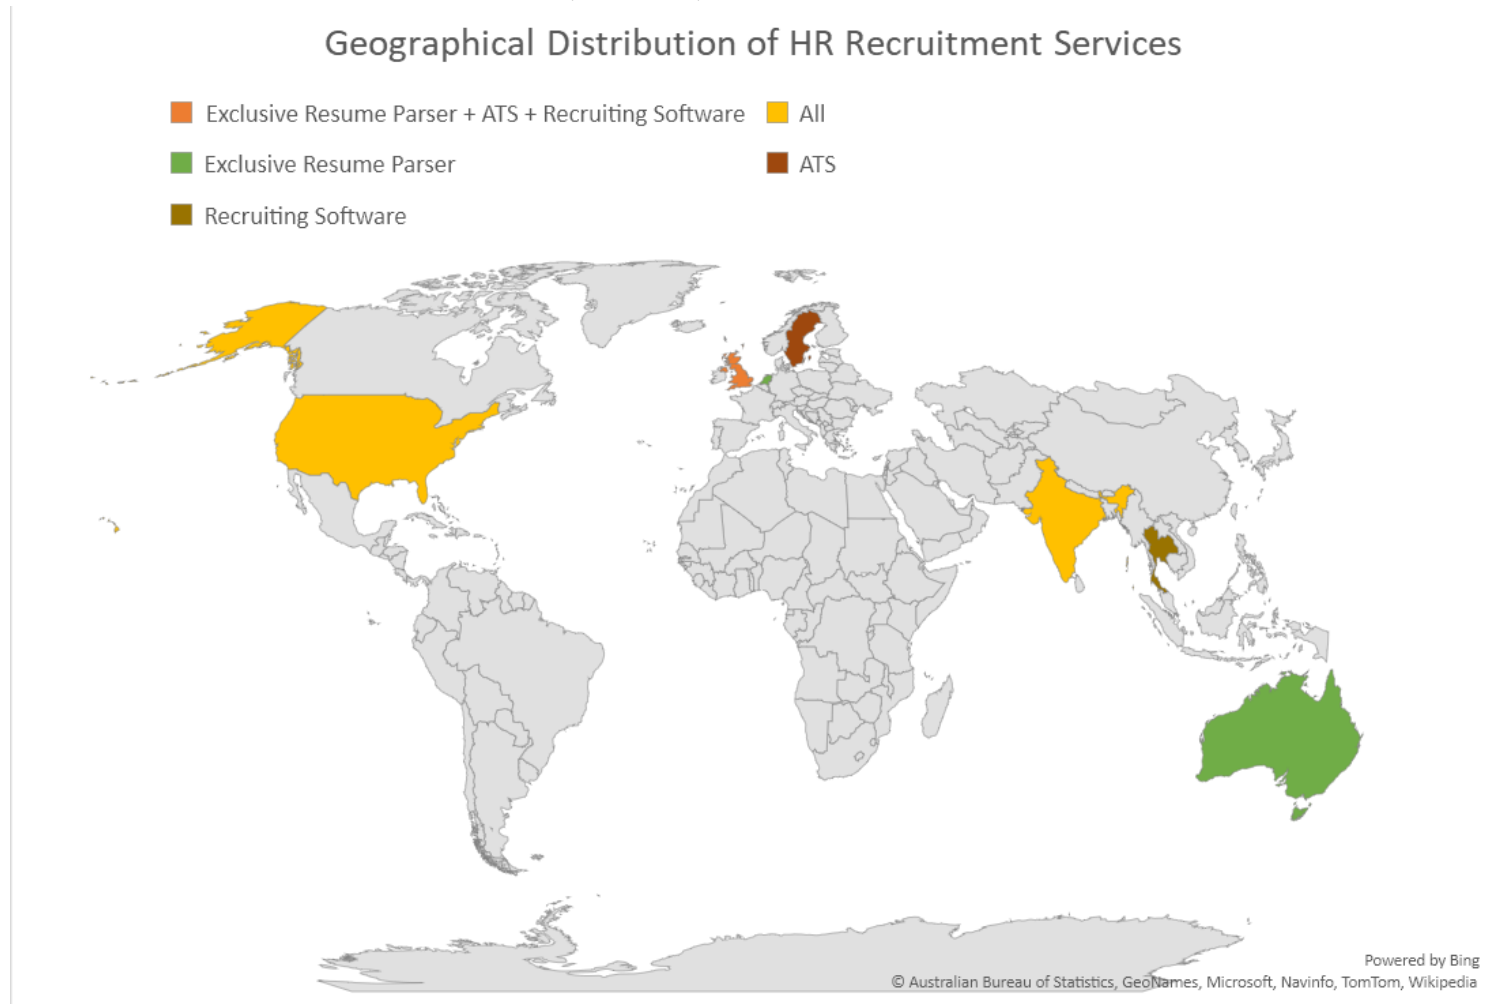 Geographical Distribution of HR Recruitment Services
Exclusive Resume Parser + ATS + Recruiting Software
All
Exclusive Resume Parser
ATS
Recruiting Software
Powered by Bing
© Australian Bureau of Statistics, GeoNames, Microsoft, Navinfo, TomTom, Wikipedia